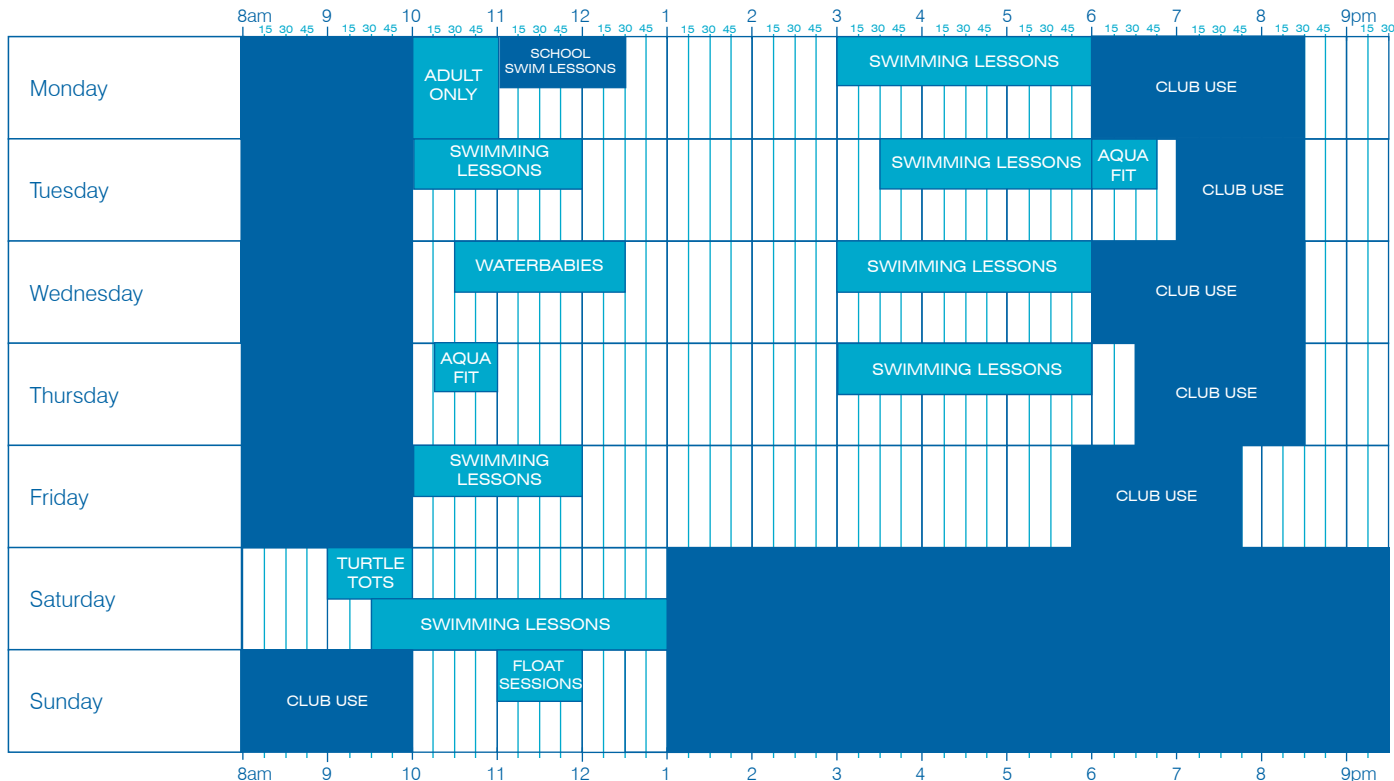 8am 9 10 11 12 1 2 3 4 5 6 7 8 9pm
15 30 45 15 30 45 15 30 45 15 30 45 15 30 45 15 30 45 15 30 45 15 30 45 15 30 45 15 30 45 15 30 45 15 30 45 15 30 45 15 30
Monday
ADULT
ONLY
SCHOOL
SWIM LESSONS
SWIMMING LESSONS
CLUB USE
Tuesday
SWIMMING
LESSONS
SWIMMING LESSONS
AQUA
FIT
CLUB USE
Wednesday
WATERBABIES
SWIMMING LESSONS
CLUB USE
Thursday
AQUA
FIT
SWIMMING LESSONS
CLUB USE
Friday
SWIMMING
LESSONS
CLUB USE
Saturday
TURTLE
TOTS
SWIMMING LESSONS
Sunday
CLUB USE
FLOAT
SESSIONS
8am 9 10 11 12 1 2 3 4 5 6 7 8 9pm